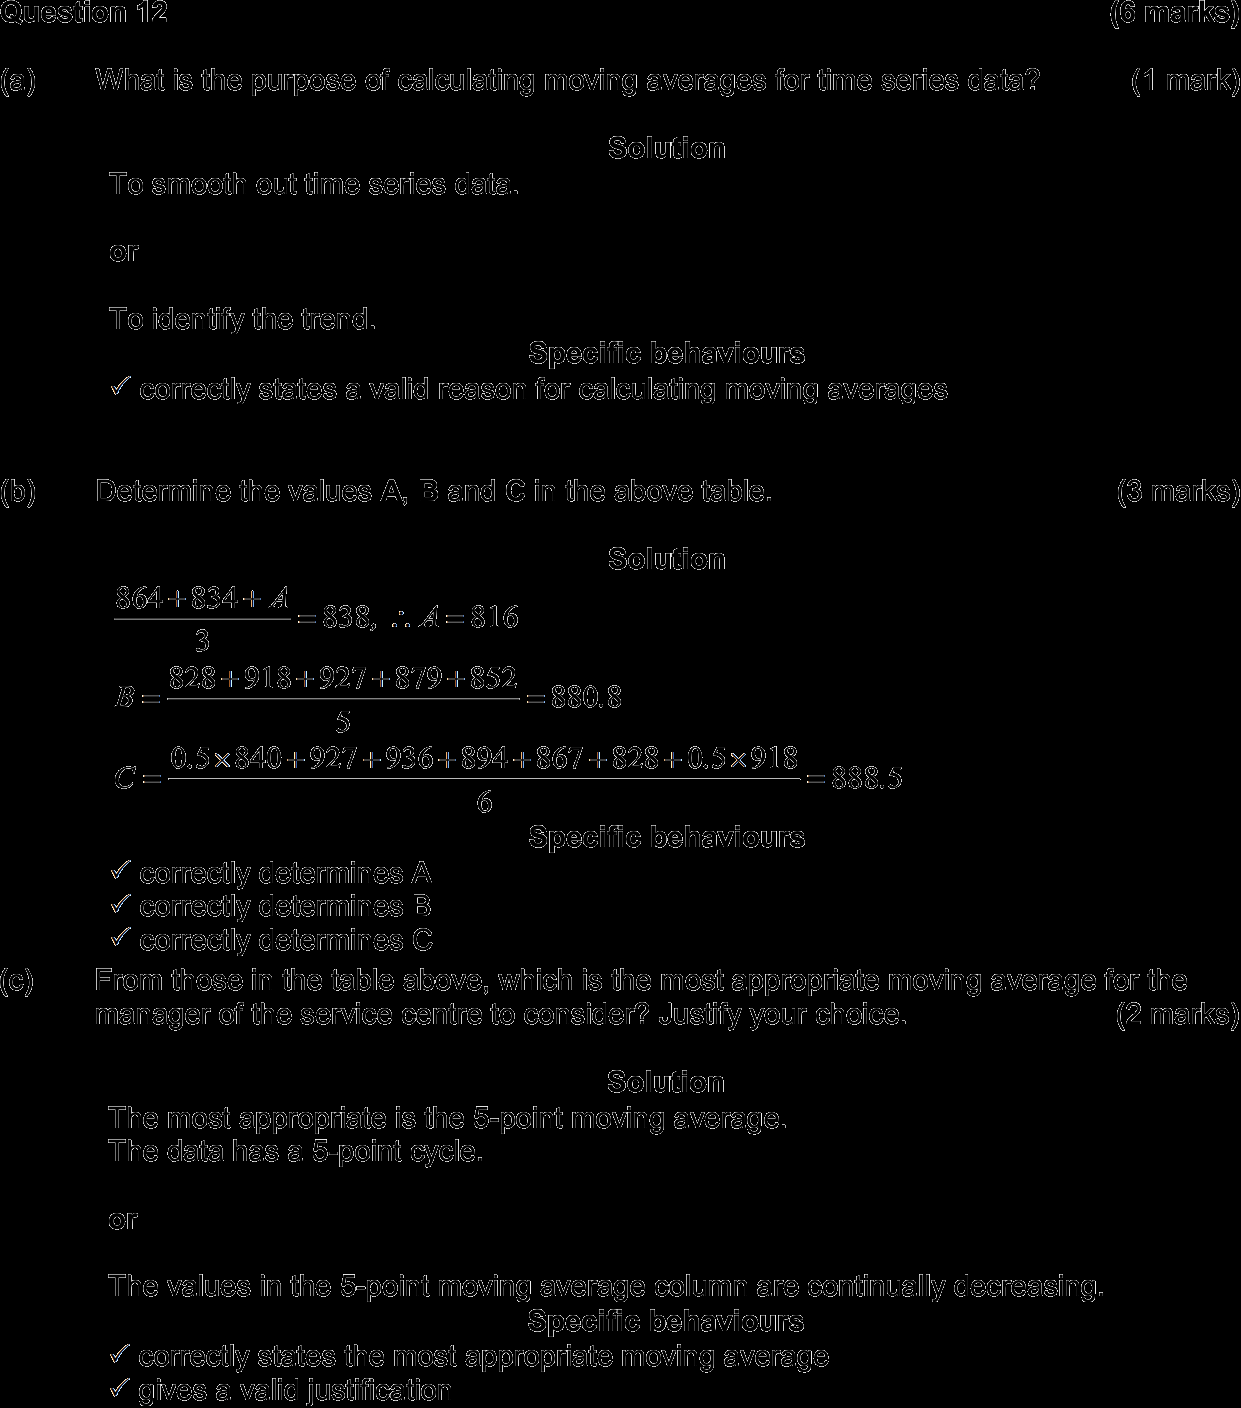 Question 12 (6 marks)
(a) What is the purpose of calculating moving averages for time series data? (1 mark)
Solution
To smooth out time series data.
or
To identify the trend.
Specific behaviours
✓ correctly states a valid reason for calculating moving averages
(b) Determine the values A, B and C in the above table. (3 marks)
Solution
(864+834+A)/3 = 838, ∴ A = 816
B = (828+918+927+879+852)/5 = 880.8
C = (0.5×840+927+936+894+867+828+0.5×918)/6 = 888.5
Specific behaviours
✓ correctly determines A
✓ correctly determines B
✓ correctly determines C
(c) From those in the table above, which is the most appropriate moving average for the
manager of the service centre to consider? Justify your choice. (2 marks)
Solution
The most appropriate is the 5-point moving average.
The data has a 5-point cycle.
or
The values in the 5-point moving average column are continually decreasing.
Specific behaviours
✓ correctly states the most appropriate moving average
✓ gives a valid justification